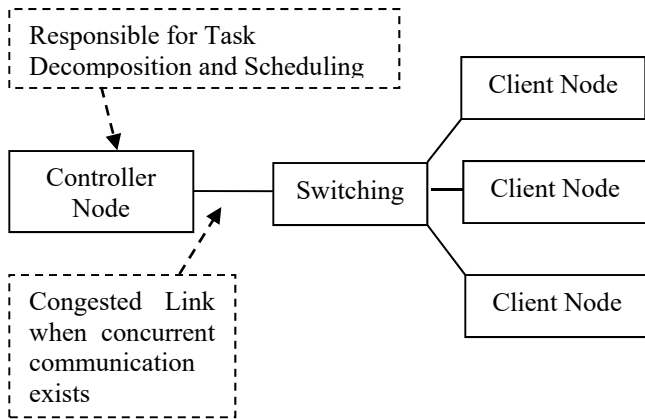 Responsible for Task
Decomposition and Scheduling
Client Node
Controller
Node
Switching
Client Node
Client Node
Congested Link
when concurrent
communication
exists